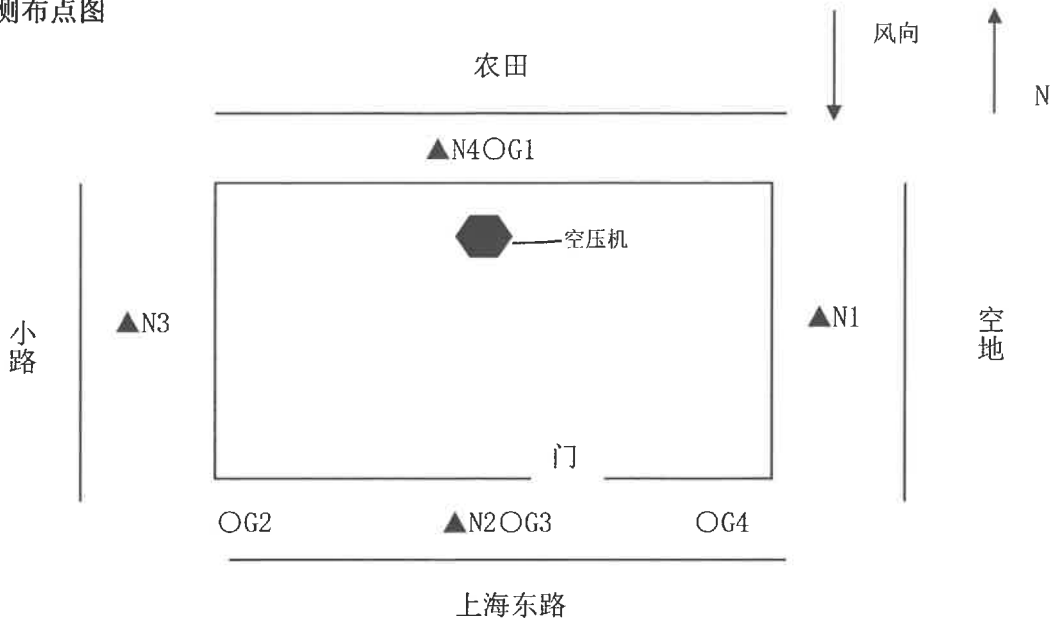 测布点图
风向
农田
N
▲N4○G1
空压机
小路
▲N3
▲N1
空地
门
○G2
▲N2○G3
○G4
上海东路